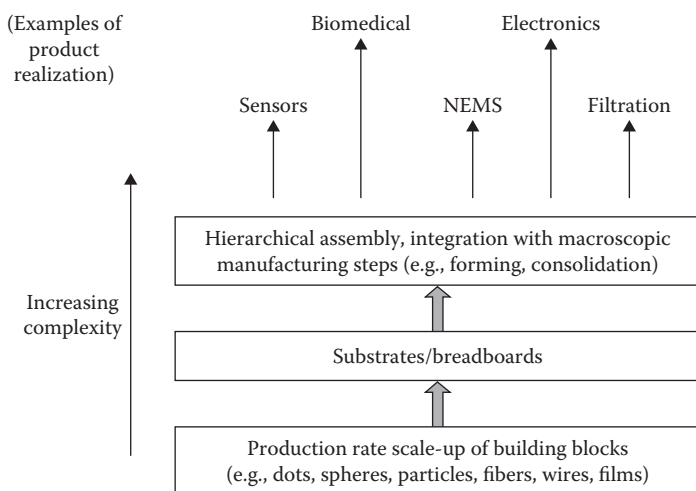 (Examples of
product
realization)
Biomedical
Electronics
Sensors
NEMS
Filtration
Hierarchical assembly, integration with macroscopic
manufacturing steps (e.g., forming, consolidation)
Increasing
complexity
Substrates/breadboards
Production rate scale-up of building blocks
(e.g., dots, spheres, particles, fibers, wires, films)